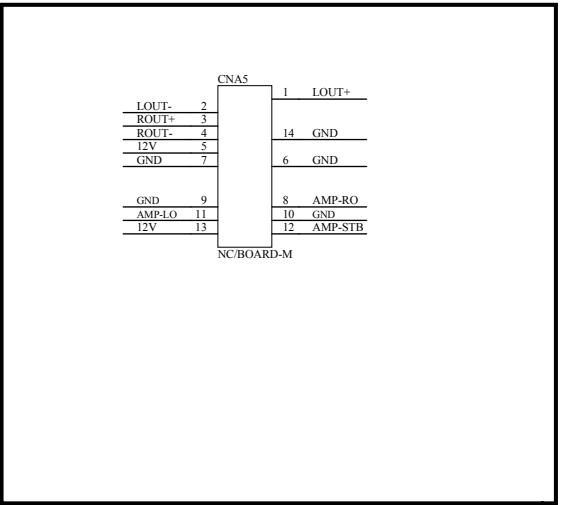 CNA5
1 LOUT+
LOUT- 2
ROUT+ 3
ROUT- 4 14 GND
12V 5
GND 7 6 GND
GND 9 8 AMP-RO
AMP-LO 11 10 GND
12V 13 12 AMP-STB
NC/BOARD-M